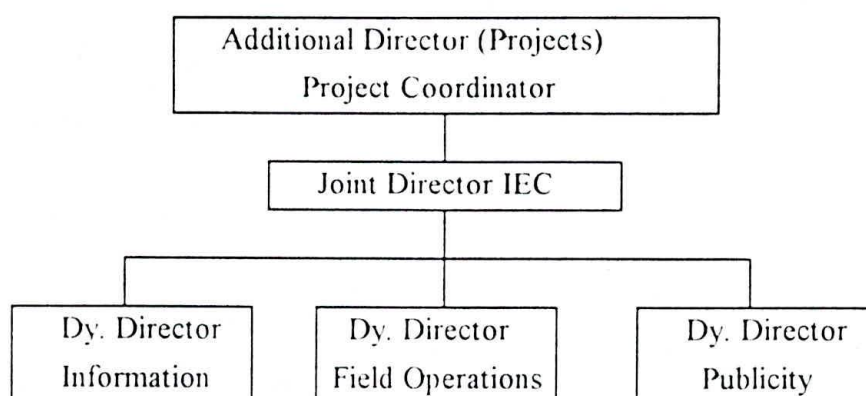 Additional Director (Projects)
Project Coordinator
Joint Director IEC
Dy. Director
Information
Dy. Director
Field Operations
Dy. Director
Publicity